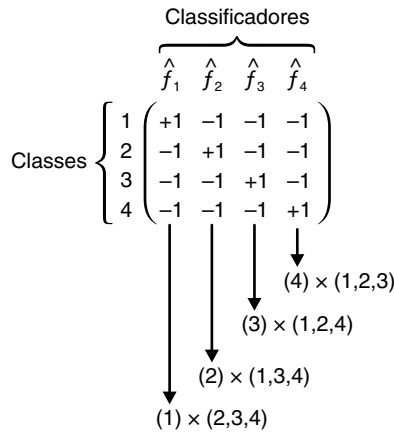 Classificadores
f̂1 f̂2 f̂3 f̂4
1 +1 –1 –1 –1
2 –1 +1 –1 –1
Classes
3 –1 –1 +1 –1
4 –1 –1 –1 +1
(4) × (1,2,3)
(3) × (1,2,4)
(2) × (1,3,4)
(1) × (2,3,4)